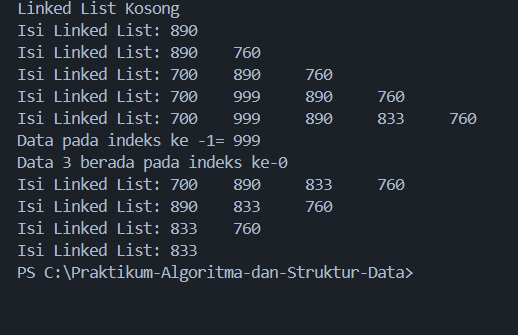 Linked List Kosong
Isi Linked List: 890
Isi Linked List: 890 760
Isi Linked List: 700 890 760
Isi Linked List: 700 999 890 760
Isi Linked List: 700 999 890 833 760
Data pada indeks ke -1= 999
Data 3 berada pada indeks ke-0
Isi Linked List: 700 890 833 760
Isi Linked List: 890 833 760
Isi Linked List: 833 760
Isi Linked List: 833
PS C:\Praktikum-Algoritma-dan-Struktur-Data>